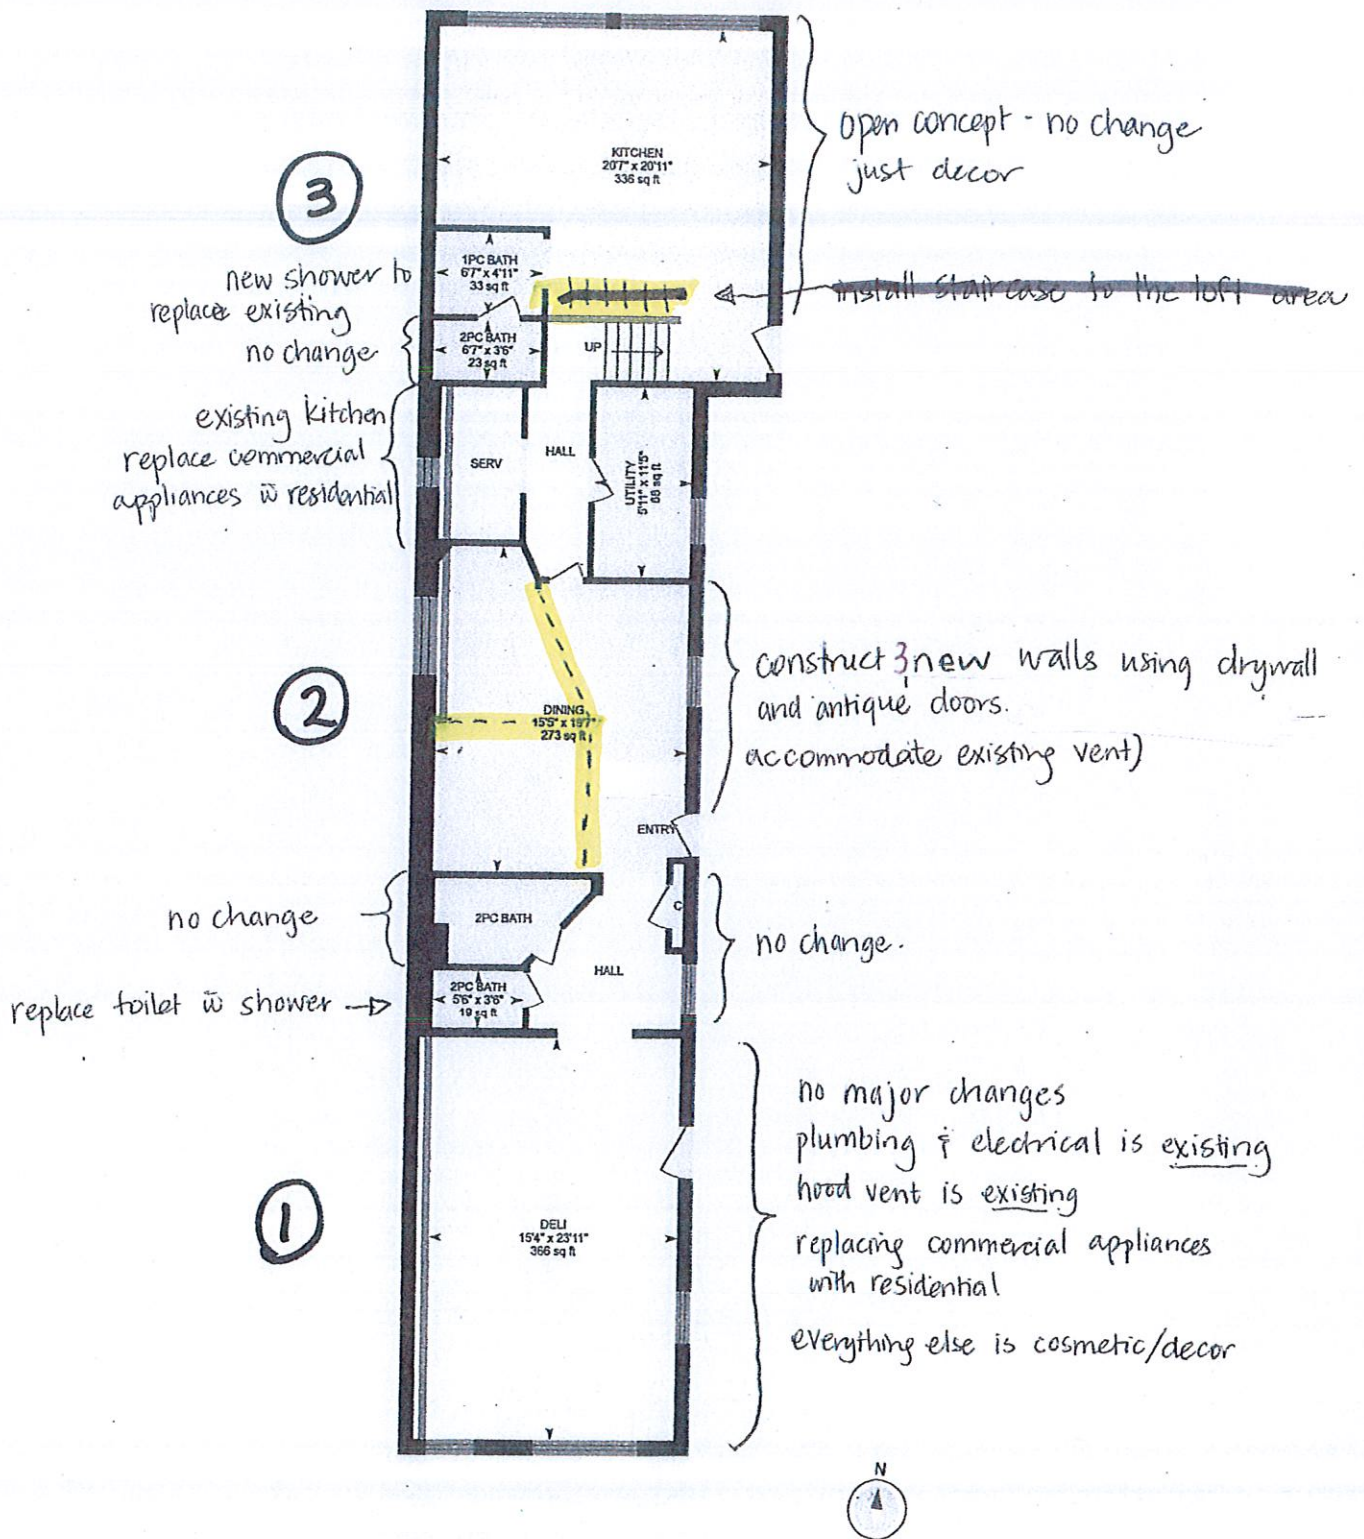 KITCHEN
20'7" x 20'11"
336 sq ft
open concept - no change
just decor
3
1PC BATH
6'7" x 4'11"
33 sq ft
new shower to
replace existing
install staircase to the loft area
no change
2PC BATH
6'7" x 3'6"
23 sq ft
UP
existing kitchen
replace commercial
appliances w̄ residential
SERV
HALL
UTILITY
5'11" x 11'5"
68 sq ft
2
DINING
15'5" x 19'7"
273 sq ft
construct 3 new walls using drywall
and antique doors.
accommodate existing vent)
ENTRY
no change
2PC BATH
C
no change.
HALL
replace toilet w̄ shower
2PC BATH
5'6" x 3'6"
19 sq ft
1
DELI
15'4" x 23'11"
366 sq ft
no major changes
plumbing & electrical is existing
hood vent is existing
replacing commercial appliances
with residential
everything else is cosmetic/decor
N